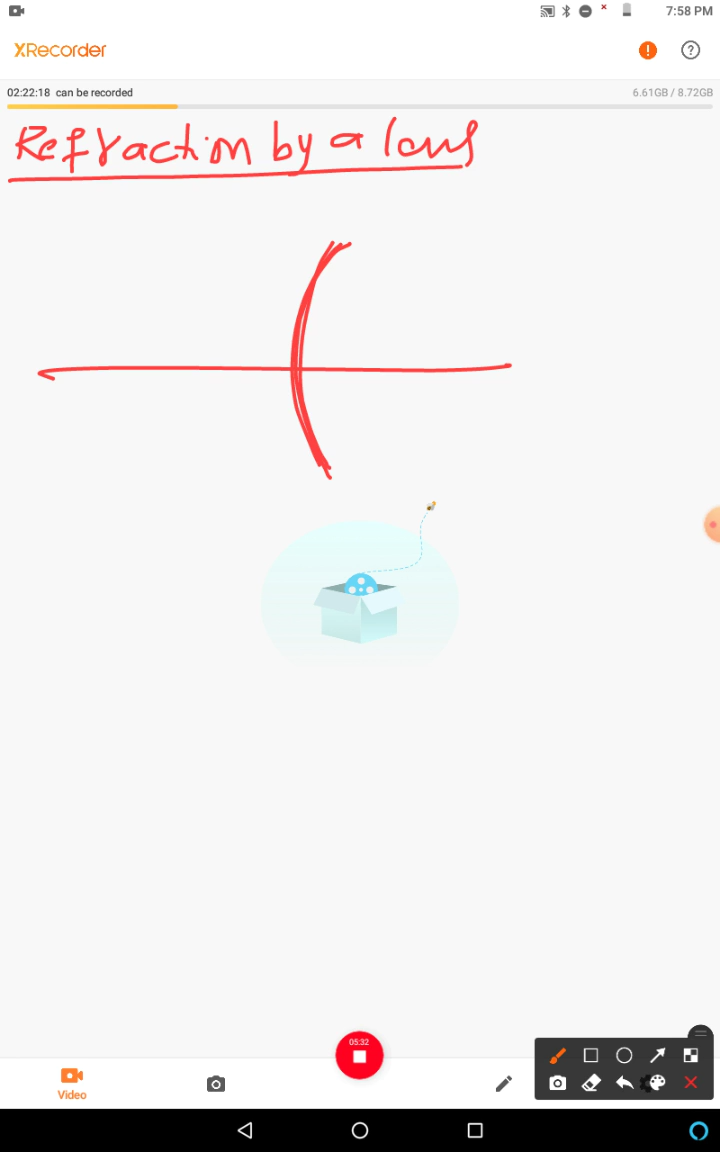 7:58 PM
XRecorder
02:22:18 can be recorded
6.61GB / 8.72GB
Refraction by a lens
05:32
Video